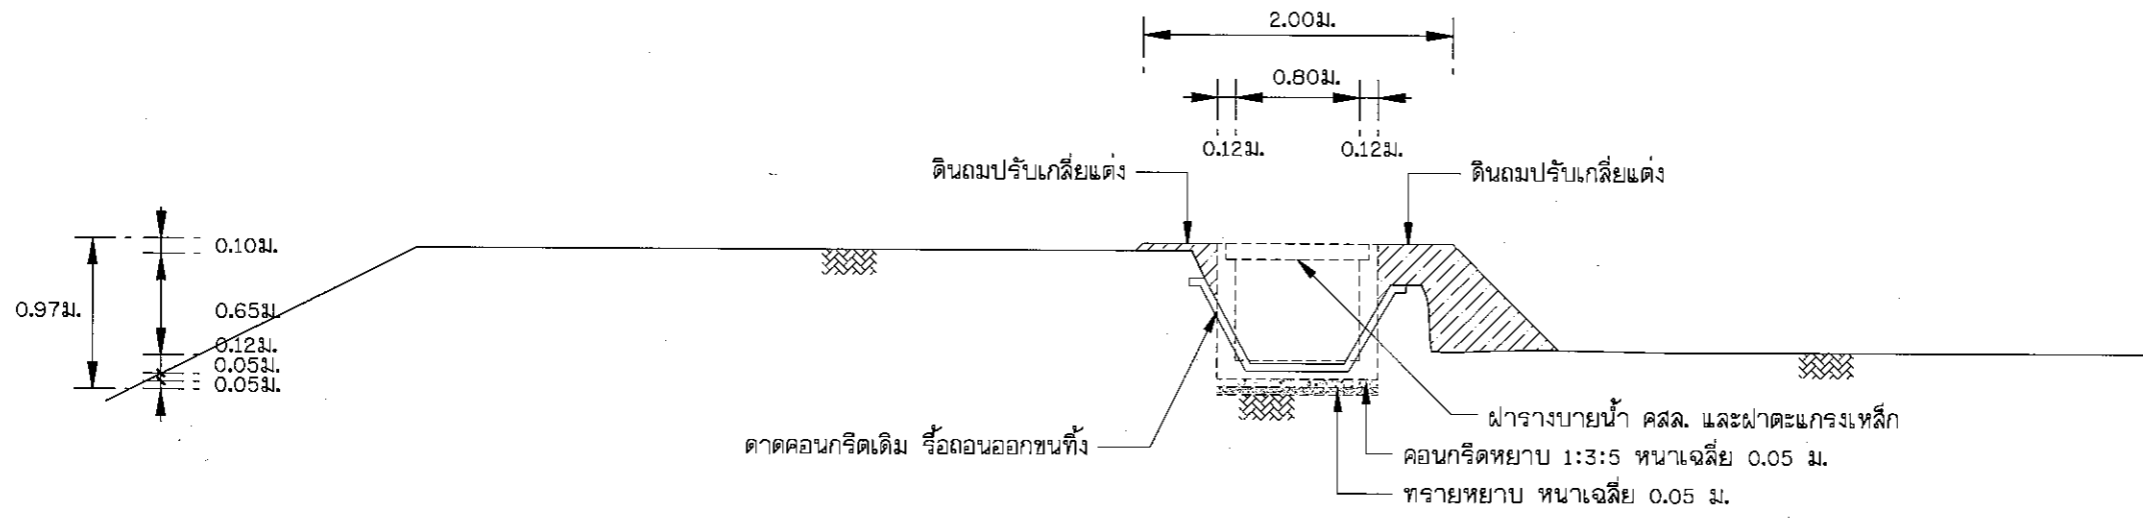 2.00ม.
0.80ม.
0.12ม. 0.12ม.
ดินถมปรับเกลี่ยแต่ง
ดินถมปรับเกลี่ยแต่ง
0.10ม.
0.97ม.
0.65ม.
0.12ม.
0.05ม.
0.05ม.
ฝารางบายน้ำ คสล. และฝาตะแกรงเหล็ก
ดาดคอนกรีตเดิม รื้อถอนออกขนทิ้ง
คอนกรีตหยาบ 1:3:5 หนาเฉลี่ย 0.05 ม.
ทรายหยาบ หนาเฉลี่ย 0.05 ม.